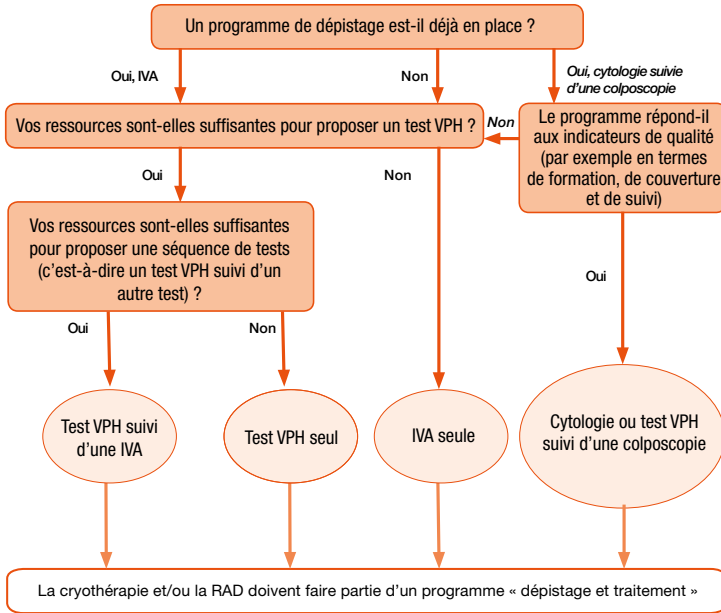 Un programme de dépistage est-il déjà en place ?
Oui, IVA
Non
Oui, cytologie suivie
d'une colposcopie
Vos ressources sont-elles suffisantes pour proposer un test VPH ?
Non
Le programme répond-il
aux indicateurs de qualité
(par exemple en termes
de formation, de couverture
et de suivi)
Oui
Non
Vos ressources sont-elles suffisantes
pour proposer une séquence de tests
(c'est-à-dire un test VPH suivi d'un
autre test) ?
Oui
Oui
Non
Test VPH suivi
d'une IVA
Test VPH seul
IVA seule
Cytologie ou test VPH
suivi d'une colposcopie
La cryothérapie et/ou la RAD doivent faire partie d'un programme « dépistage et traitement »